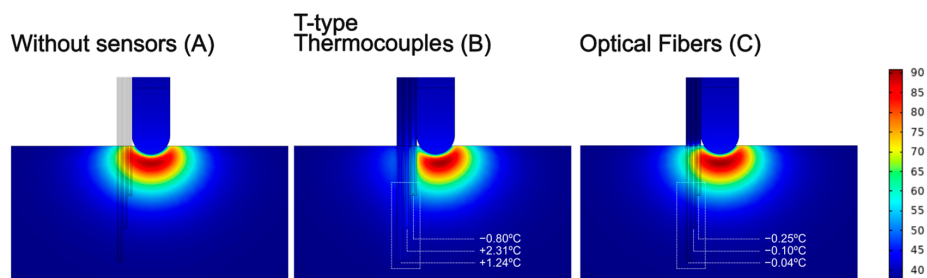 Without sensors (A)
T-type
Thermocouples (B)
Optical Fibers (C)
−0.80ºC
+2.31ºC
+1.24ºC
−0.25ºC
−0.10ºC
−0.04ºC
90
85
80
75
70
65
60
55
50
45
40